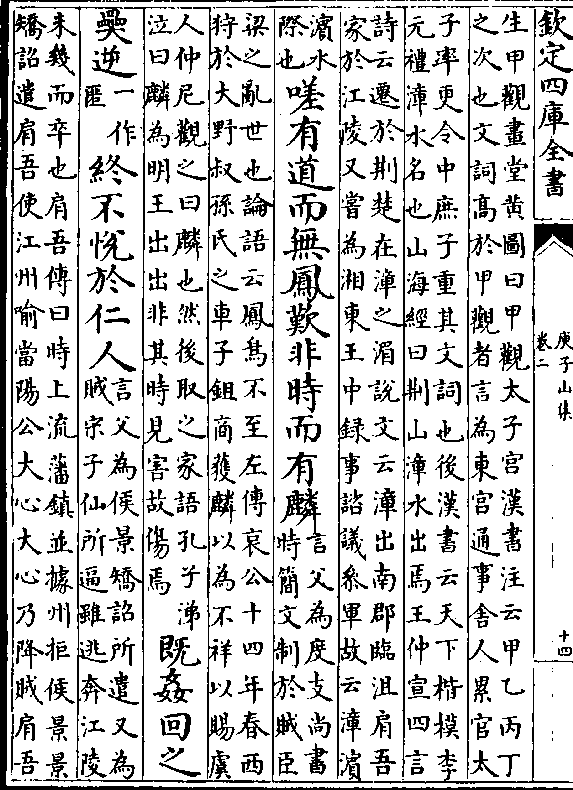 欽定四庫全書
庾子山集
卷二
十四
生甲觀畫堂黄圖曰甲觀太子宫漢書注云甲乙丙丁
之次也文詞髙於甲觀者言為東宫通事舍人累官太
子率更令中庶子重其文詞也後漢書云天下楷模李
元禮漳水名也山海經曰荆山漳水出焉王仲宣四言
詩云遷於荆楚在漳之湄說文云漳出南郡臨沮肩吾
家於江陵又嘗為湘東王中録事諮議參軍故云漳濵
濵水
際也
嗟有道而無鳳歎非時而有麟
言父為度支尚書
時簡文制於賊臣
梁之亂世也論語云鳳鳥不至左傳哀公十四年春西
狩於大野叔孫氏之車子鉏商獲麟以為不祥以賜虞
人仲尼觀之曰麟也然後取之家語孔子涕
泣曰麟為明王出出非其時見害故傷焉
既姦回之
奰逆
一作
匿
終不悦於仁人
言父為侯景矯詔所遣又為
賊宋子仙所逼雖逃奔江陵
未幾而卒也肩吾傳曰時上流藩鎮並據州拒侯景景
矯詔遣肩吾使江州喻當陽公大心大心乃降賊肩吾